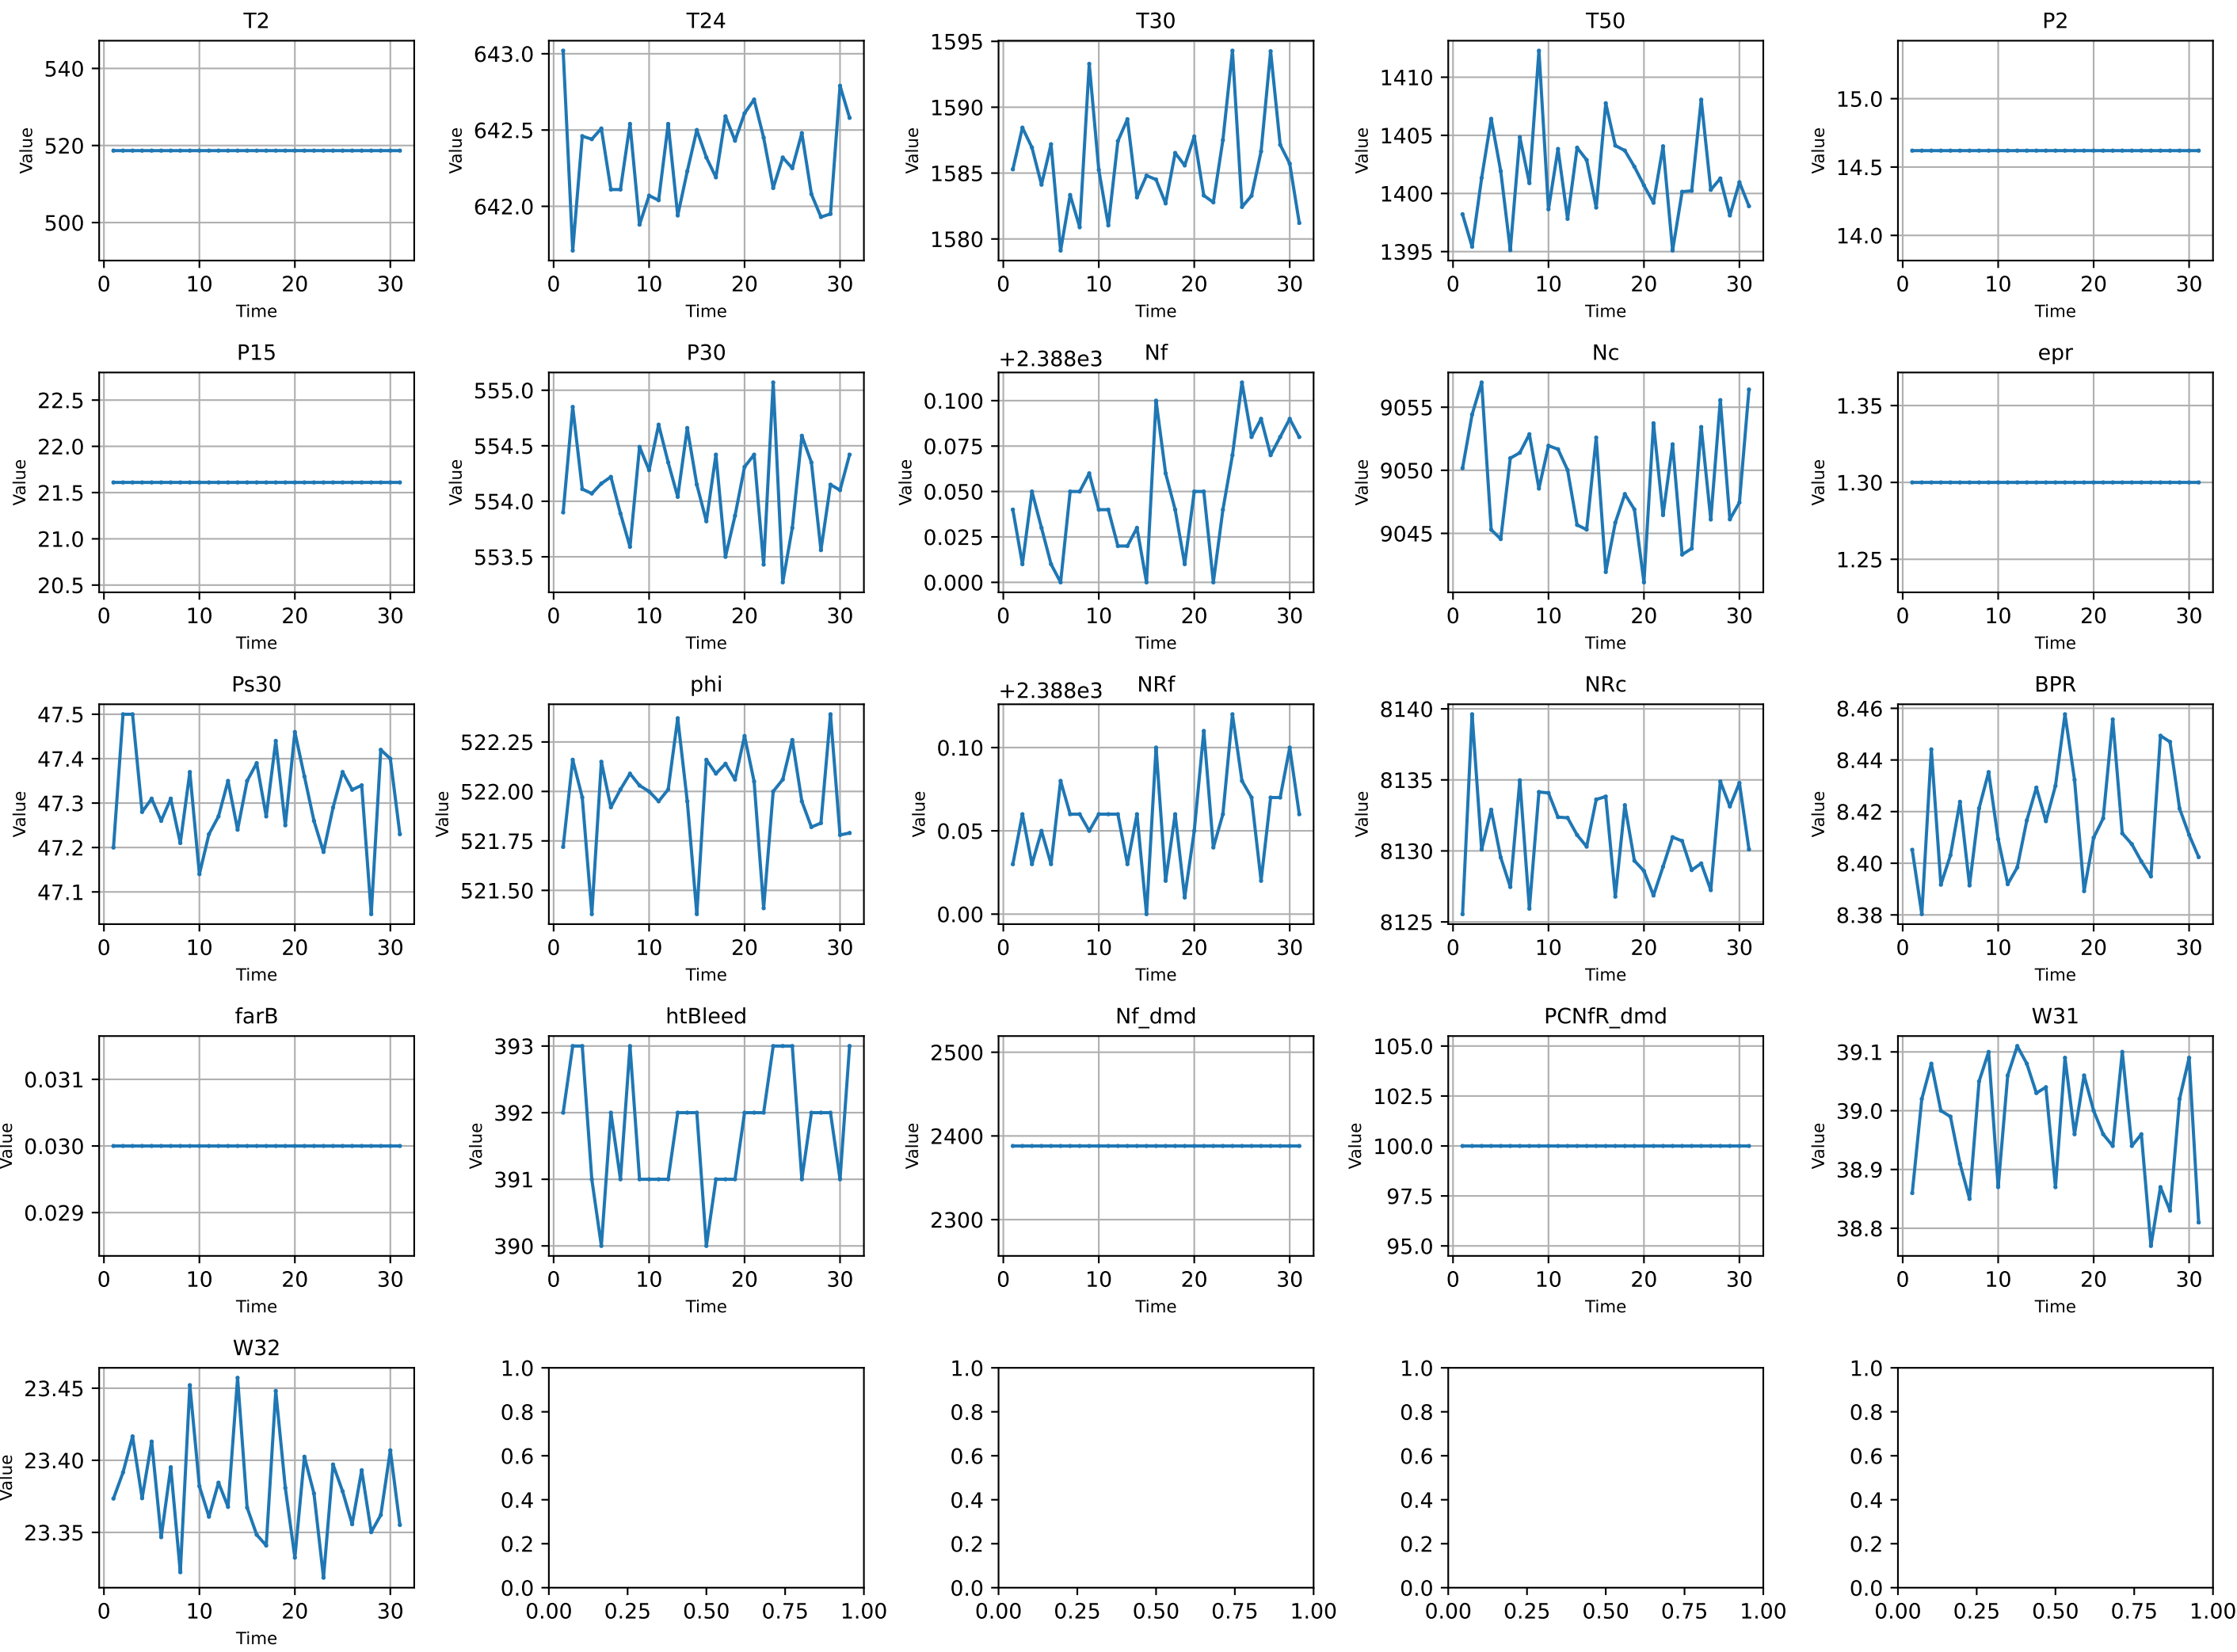 T2
540
520
500
Value
0 10 20 30
Time
T24
643.0
642.5
642.0
Value
0 10 20 30
Time
T30
1595
1590
1585
1580
Value
0 10 20 30
Time
T50
1410
1405
1400
1395
Value
0 10 20 30
Time
P2
15.0
14.5
14.0
Value
0 10 20 30
Time
P15
22.5
22.0
21.5
21.0
20.5
Value
0 10 20 30
Time
P30
555.0
554.5
554.0
553.5
Value
0 10 20 30
Time
+2.388e3 Nf
0.100
0.075
0.050
0.025
0.000
Value
0 10 20 30
Time
Nc
9055
9050
9045
Value
0 10 20 30
Time
epr
1.35
1.30
1.25
Value
0 10 20 30
Time
Ps30
47.5
47.4
47.3
47.2
47.1
Value
0 10 20 30
Time
phi
522.25
522.00
521.75
521.50
Value
0 10 20 30
Time
+2.388e3 NRf
0.10
0.05
0.00
Value
0 10 20 30
Time
NRc
8140
8135
8130
8125
Value
0 10 20 30
Time
BPR
8.46
8.44
8.42
8.40
8.38
Value
0 10 20 30
Time
farB
0.031
0.030
0.029
Value
0 10 20 30
Time
htBleed
393
392
391
390
Value
0 10 20 30
Time
Nf_dmd
2500
2400
2300
Value
0 10 20 30
Time
PCNfR_dmd
105.0
102.5
100.0
97.5
95.0
Value
0 10 20 30
Time
W31
39.1
39.0
38.9
38.8
Value
0 10 20 30
Time
W32
23.45
23.40
23.35
Value
0 10 20 30
Time
1.0
0.8
0.6
0.4
0.2
0.0
0.00 0.25 0.50 0.75 1.00
1.0
0.8
0.6
0.4
0.2
0.0
0.00 0.25 0.50 0.75 1.00
1.0
0.8
0.6
0.4
0.2
0.0
0.00 0.25 0.50 0.75 1.00
1.0
0.8
0.6
0.4
0.2
0.0
0.00 0.25 0.50 0.75 1.00